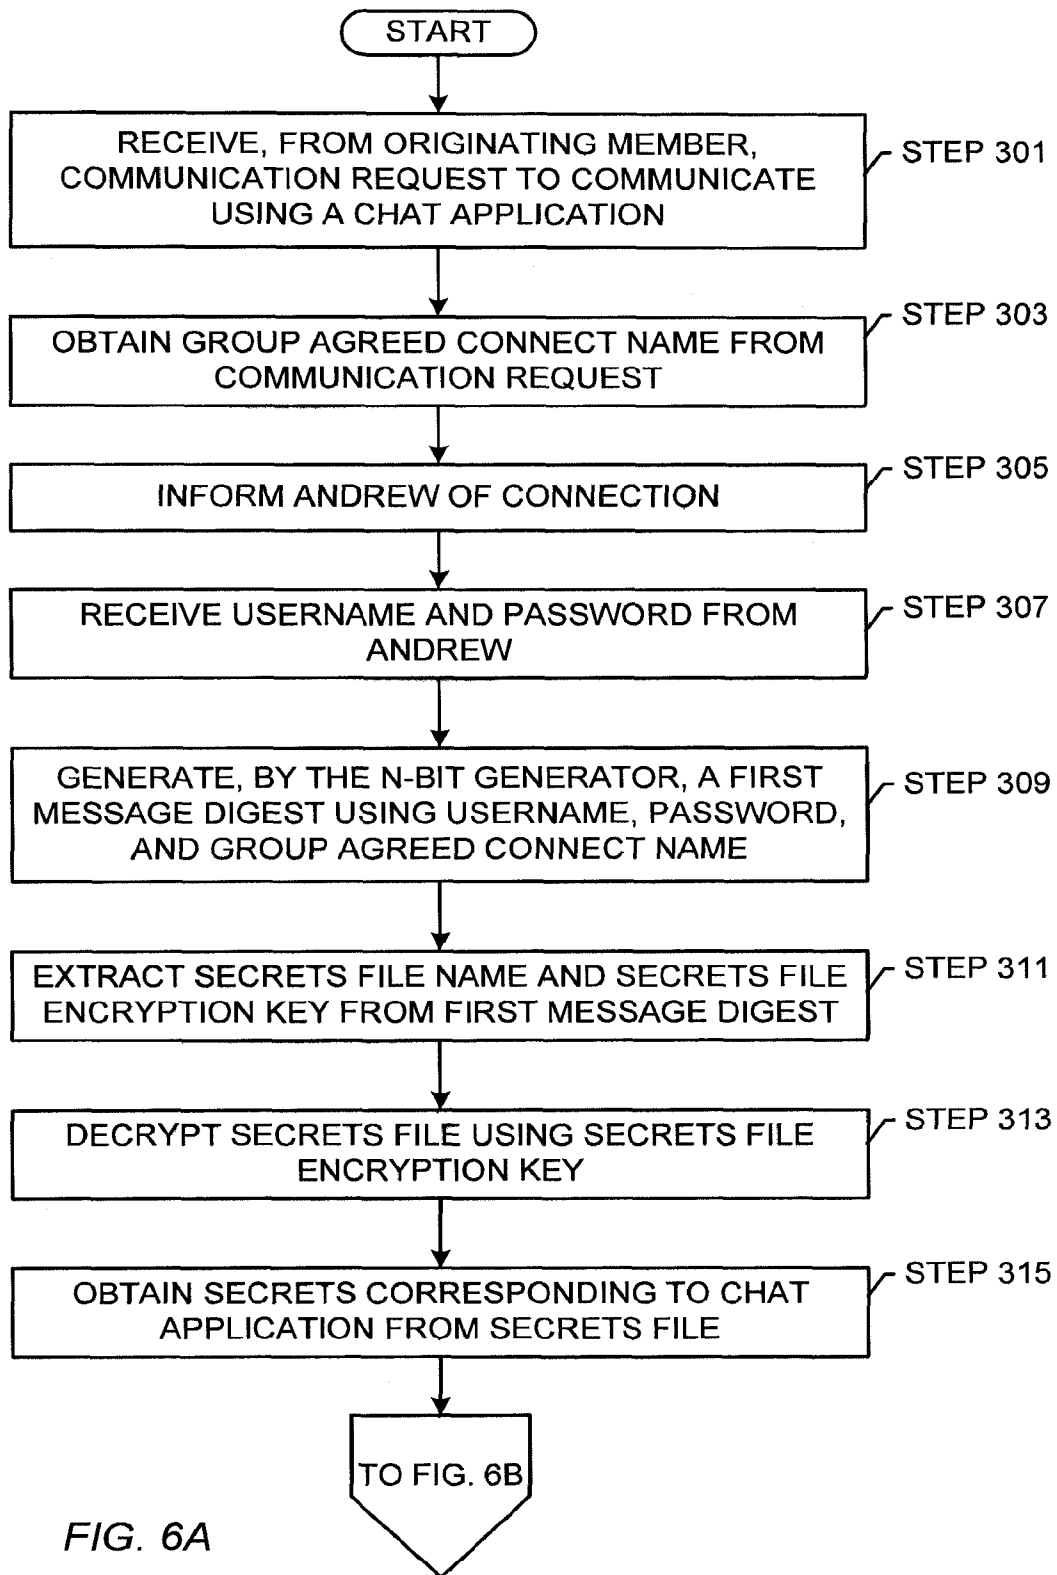 START
RECEIVE, FROM ORIGINATING MEMBER,
COMMUNICATION REQUEST TO COMMUNICATE
USING A CHAT APPLICATION
STEP 301
OBTAIN GROUP AGREED CONNECT NAME FROM
COMMUNICATION REQUEST
STEP 303
INFORM ANDREW OF CONNECTION
STEP 305
RECEIVE USERNAME AND PASSWORD FROM
ANDREW
STEP 307
GENERATE, BY THE N-BIT GENERATOR, A FIRST
MESSAGE DIGEST USING USERNAME, PASSWORD,
AND GROUP AGREED CONNECT NAME
STEP 309
EXTRACT SECRETS FILE NAME AND SECRETS FILE
ENCRYPTION KEY FROM FIRST MESSAGE DIGEST
STEP 311
DECRYPT SECRETS FILE USING SECRETS FILE
ENCRYPTION KEY
STEP 313
OBTAIN SECRETS CORRESPONDING TO CHAT
APPLICATION FROM SECRETS FILE
STEP 315
TO FIG. 6B
FIG. 6A